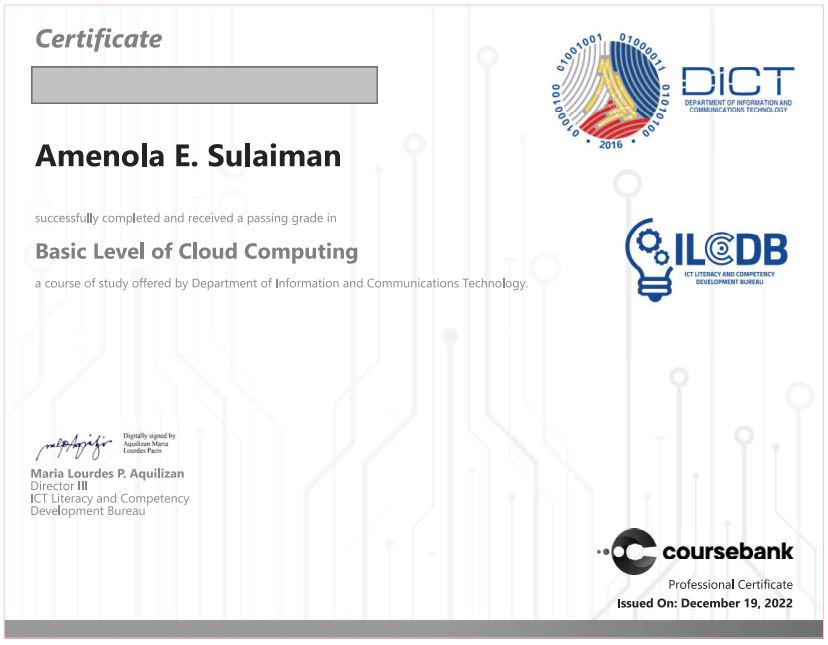 Certificate
Amenola E. Sulaiman
successfully completed and received a passing grade in
Basic Level of Cloud Computing
a course of study offered by Department of Information and Communications Technology.
01000100 01001001 01000011 01010100
2016
DICT
DEPARTMENT OF INFORMATION AND
COMMUNICATIONS TECHNOLOGY
ILCDB
ICT LITERACY AND COMPETENCY
DEVELOPMENT BUREAU
Digitally signed by
Aquilizan Maria
Lourdes Pacis
Maria Lourdes P. Aquilizan
Director III
ICT Literacy and Competency
Development Bureau
coursebank
Professional Certificate
Issued On: December 19, 2022